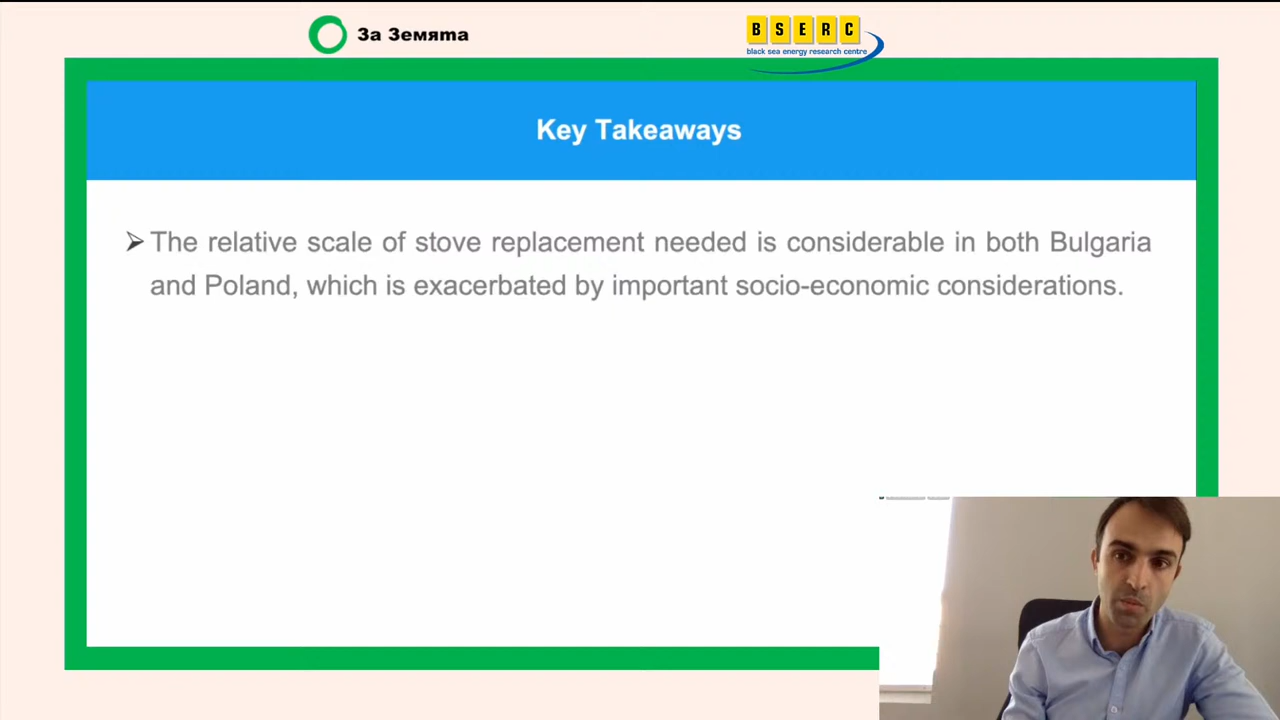 За Земята
BSERC
black sea energy research centre
Key Takeaways
➢ The relative scale of stove replacement needed is considerable in both Bulgaria
and Poland, which is exacerbated by important socio-economic considerations.